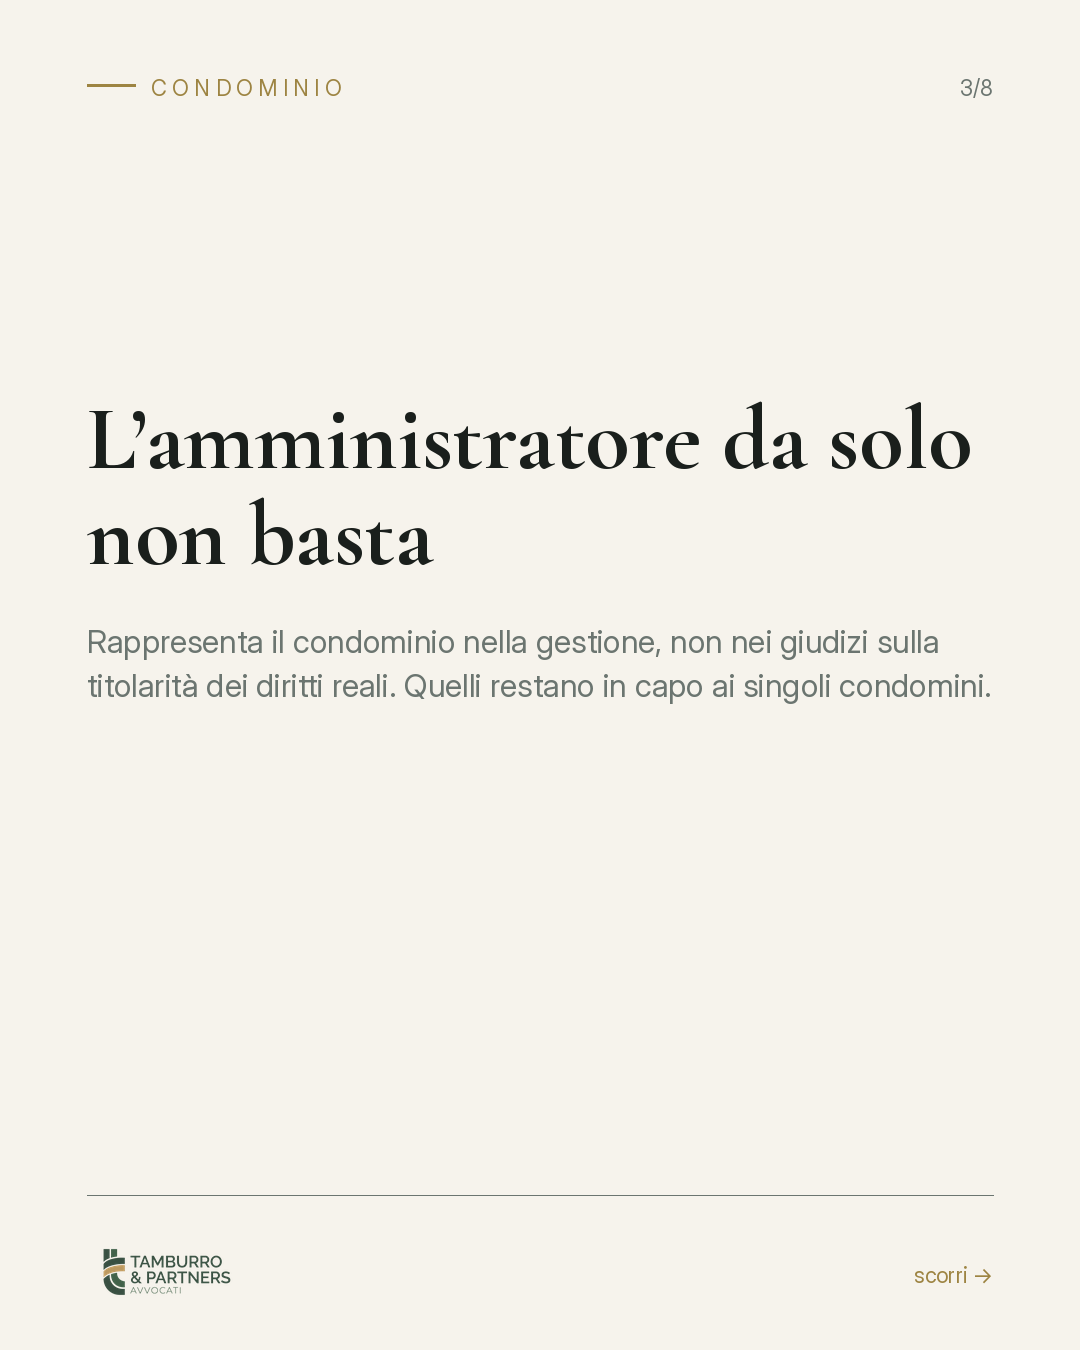 CONDOMINIO
3/8
L’amministratore da solo
non basta
Rappresenta il condominio nella gestione, non nei giudizi sulla
titolarità dei diritti reali. Quelli restano in capo ai singoli condomini.
TAMBURRO
& PARTNERS
AVVOCATI
scorri →